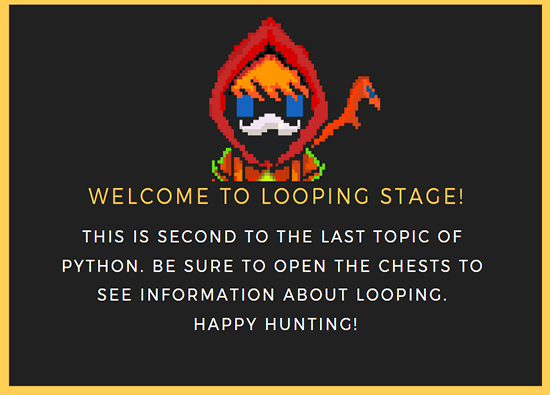 WELCOME TO LOOPING STAGE!
THIS IS SECOND TO THE LAST TOPIC OF
PYTHON. BE SURE TO OPEN THE CHESTS TO
SEE INFORMATION ABOUT LOOPING.
HAPPY HUNTING!